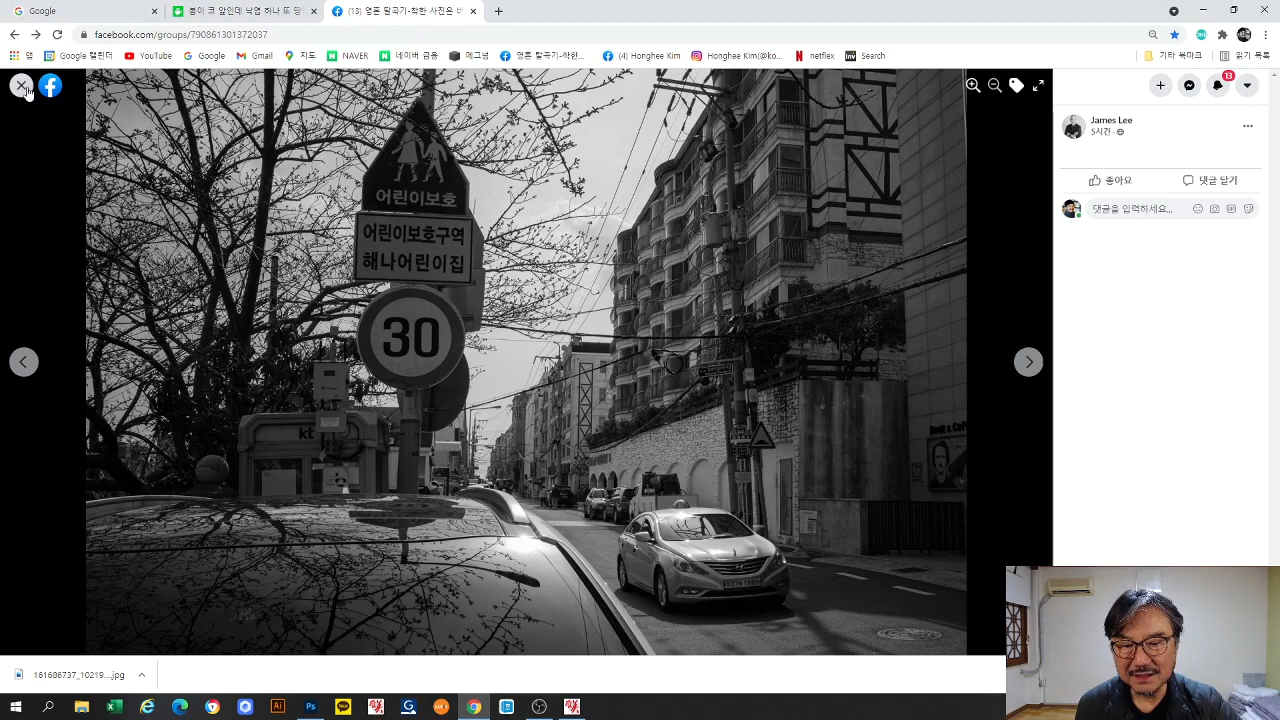 Google
봄이 코 앞인데 낙엽 하나 또 땅
(13) 영혼 탈곡기-착한 사진은 버
facebook.com/groups/790861301372037
앱
Google 캘린더
YouTube
Google
Gmail
지도
NAVER
네이버 금융
메그넘
영혼 탈곡기-착한...
(4) Honghee Kim
Honghee Kim(@ko...
netflex
Search
기타 북마크
읽기 목록
13
James Lee
5시간
좋아요
댓글 달기
댓글을 입력하세요...
어린이보호
어린이보호구역
해나어린이집
30
kt
161686737_10219....jpg